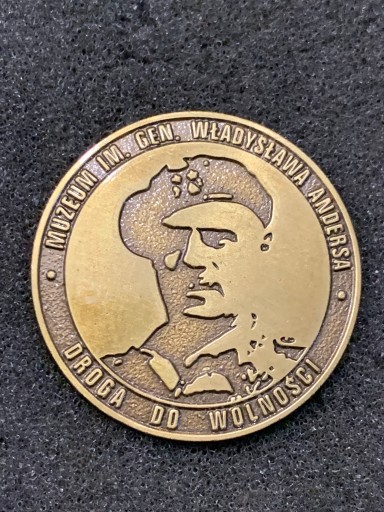 MUZEUM IM. GEN. WŁADYSŁAWA ANDERSA
DROGA DO WOLNOŚCI